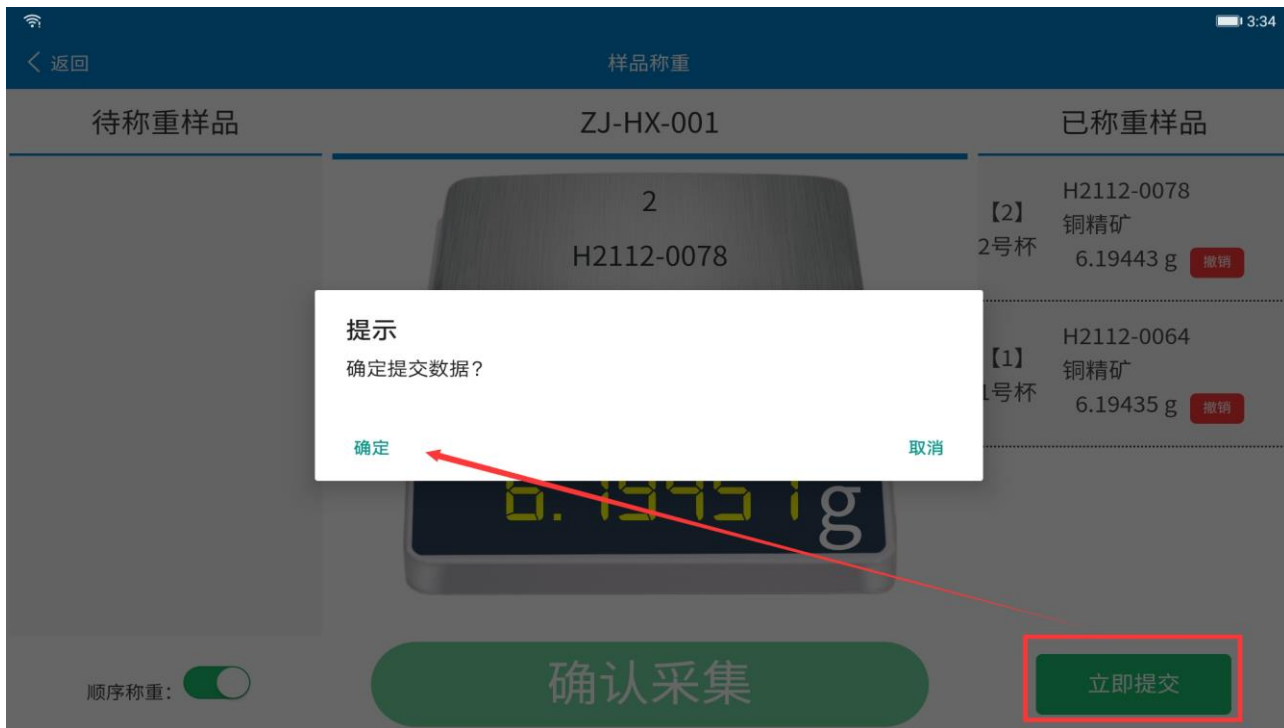 3:34
返回
样品称重
待称重样品
ZJ-HX-001
已称重样品
2
H2112-0078
【2】
2号杯
H2112-0078
铜精矿
6.19443 g
撤销
提示
确定提交数据？
确定
取消
【1】
1号杯
H2112-0064
铜精矿
6.19435 g
撤销
6.19451g
顺序称重：
确认采集
立即提交